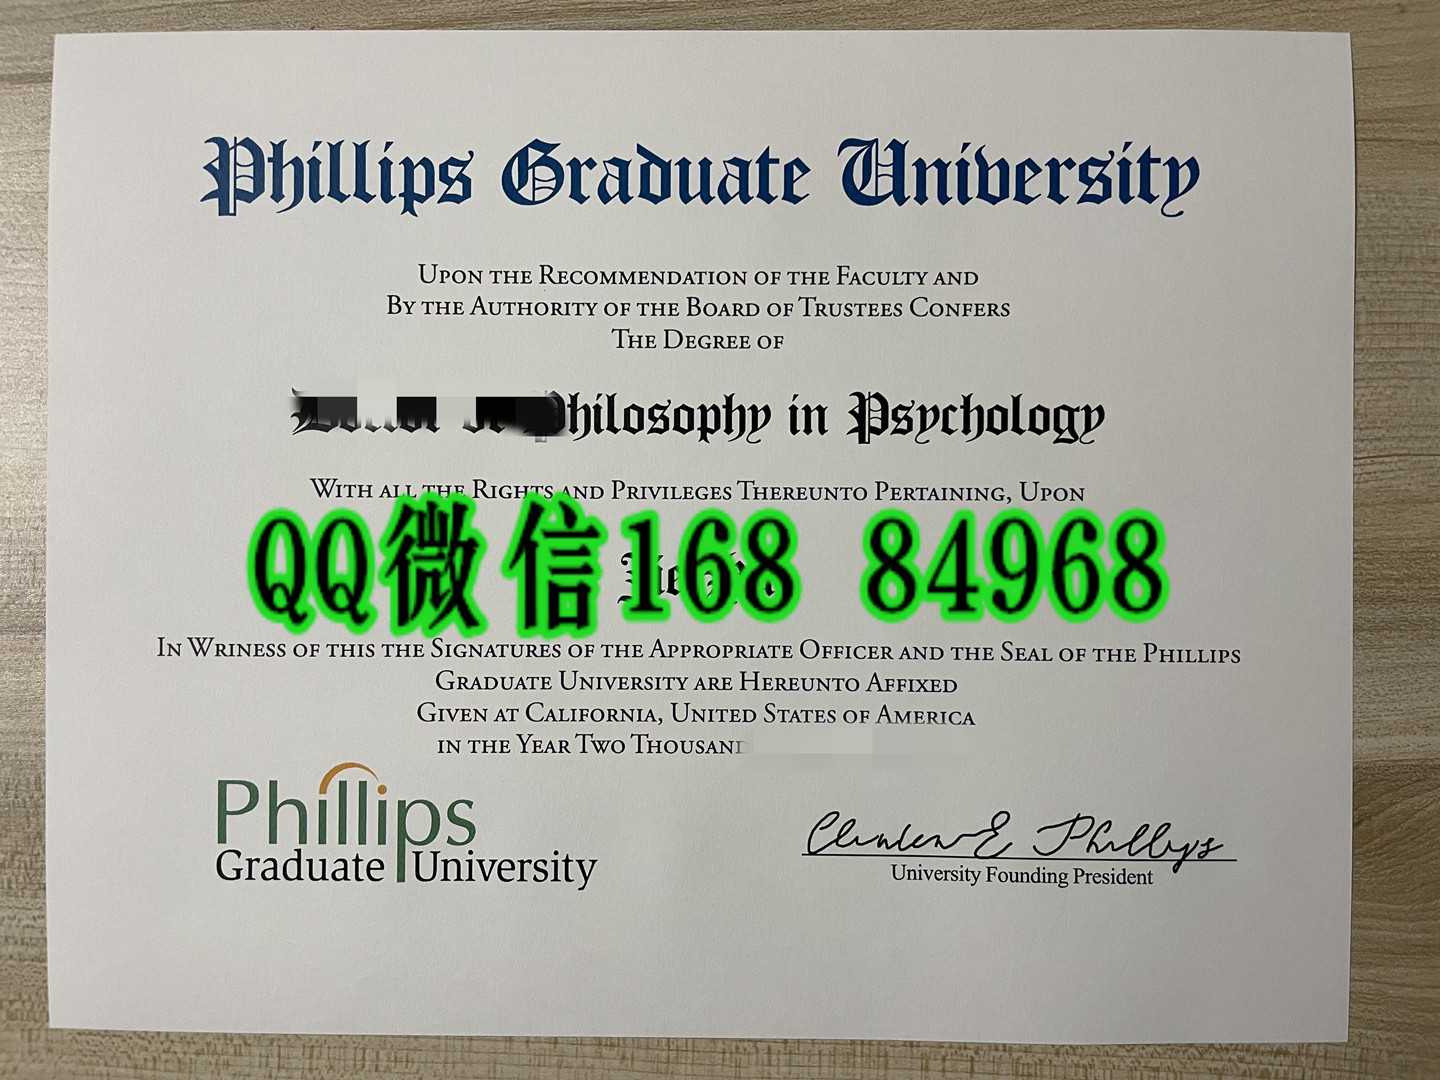 Phillips Graduate University
Upon the Recommendation of the Faculty and
By the Authority of the Board of Trustees Confers
The Degree of
Philosophy in Psychology
With all the Rights and Privileges Thereunto Pertaining, Upon
QQ微信168 84968
In Wriness of this the Signatures of the Appropriate Officer and the Seal of the Phillips
Graduate University are Hereunto Affixed
Given at California, United States of America
in the Year Two Thousand
Phillips
Graduate University
Clinton E Phillips
University Founding President